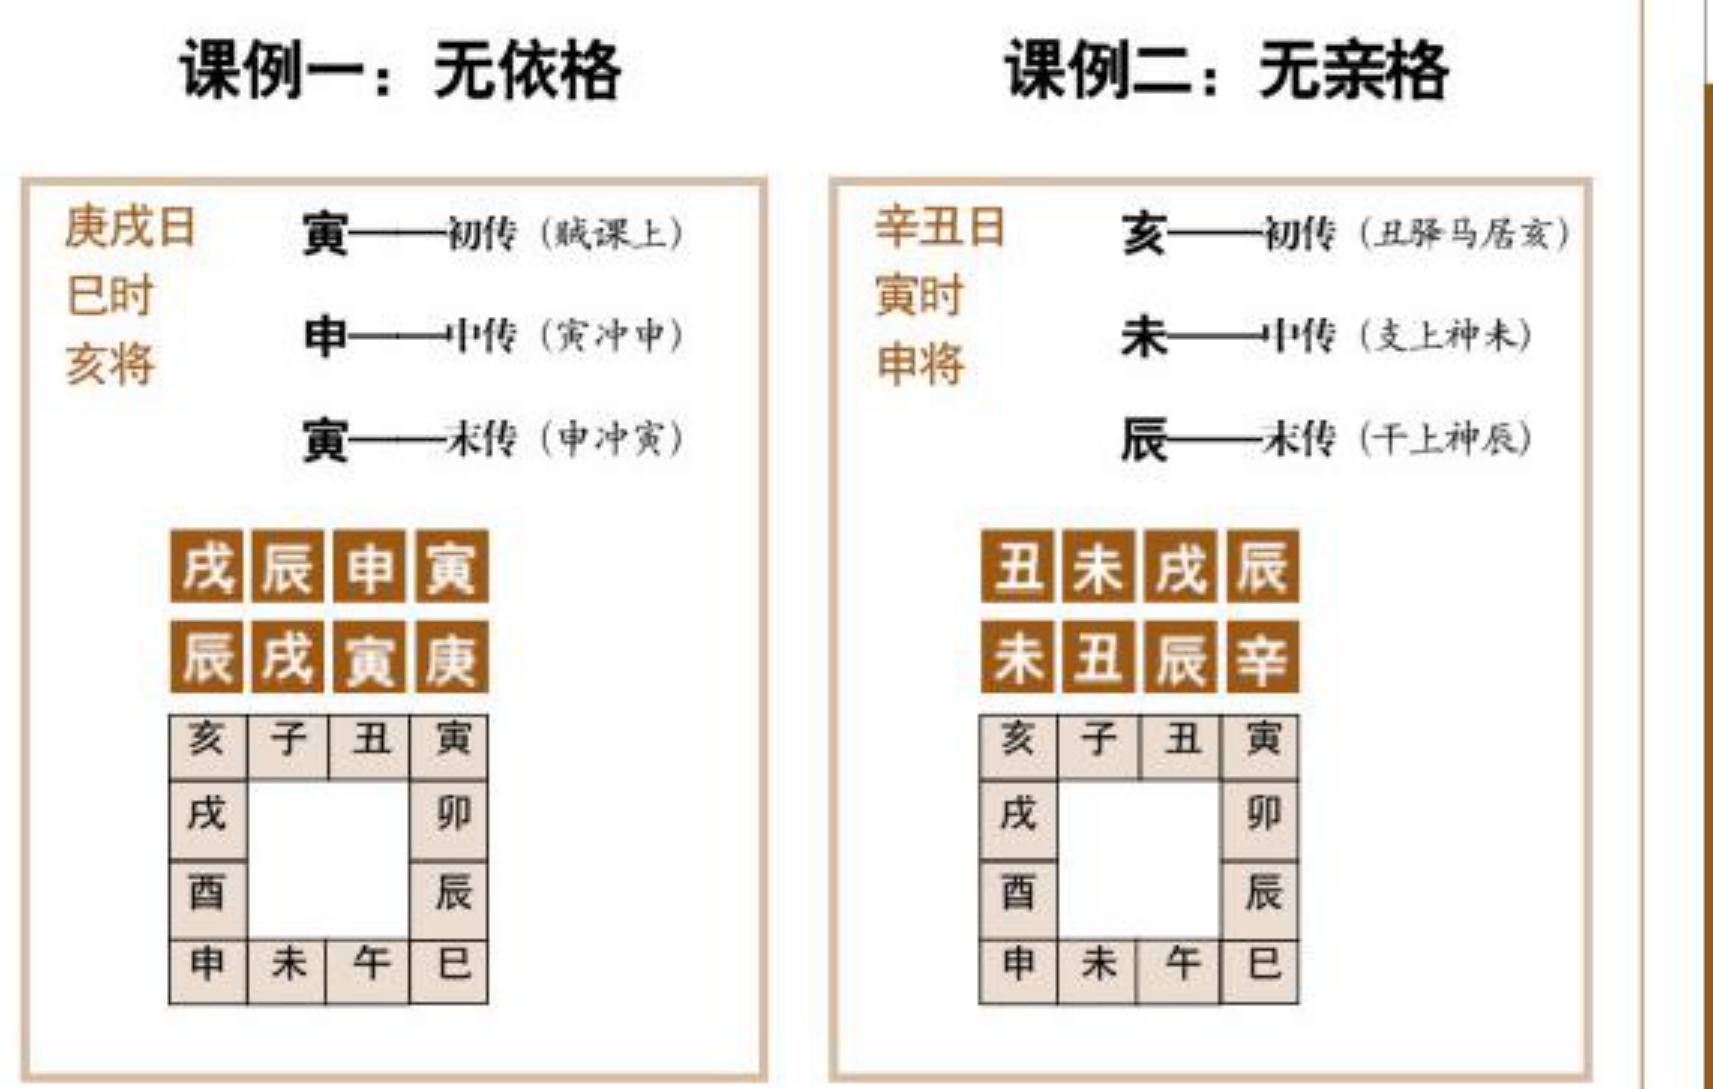 课例一：无依格
庚戌日
巳时
亥将
寅——初传（贼课上）
申——中传（寅冲申）
寅——末传（申冲寅）
戌辰申寅
辰戌寅庚
亥子丑寅
戌卯
酉辰
申未午巳
课例二：无亲格
辛丑日
寅时
申将
亥——初传（丑驿马居亥）
未——中传（支上神未）
辰——末传（干上神辰）
丑未戌辰
未丑辰辛
亥子丑寅
戌卯
酉辰
申未午巳